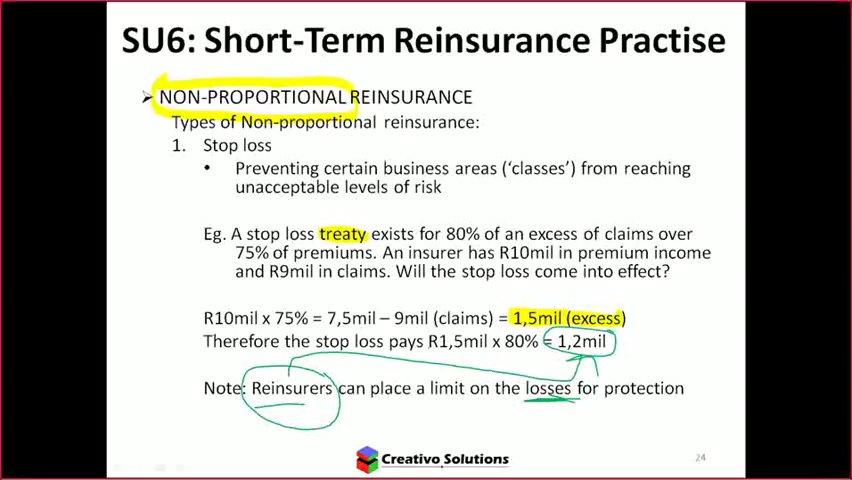 SU6: Short-Term Reinsurance Practise
NON-PROPORTIONAL REINSURANCE
Types of Non-proportional reinsurance:
1. Stop loss
• Preventing certain business areas (‘classes’) from reaching
unacceptable levels of risk
Eg. A stop loss treaty exists for 80% of an excess of claims over
75% of premiums. An insurer has R10mil in premium income
and R9mil in claims. Will the stop loss come into effect?
R10mil x 75% = 7,5mil – 9mil (claims) = 1,5mil (excess)
Therefore the stop loss pays R1,5mil x 80% = 1,2mil
Note: Reinsurers can place a limit on the losses for protection
Creativo Solutions
24